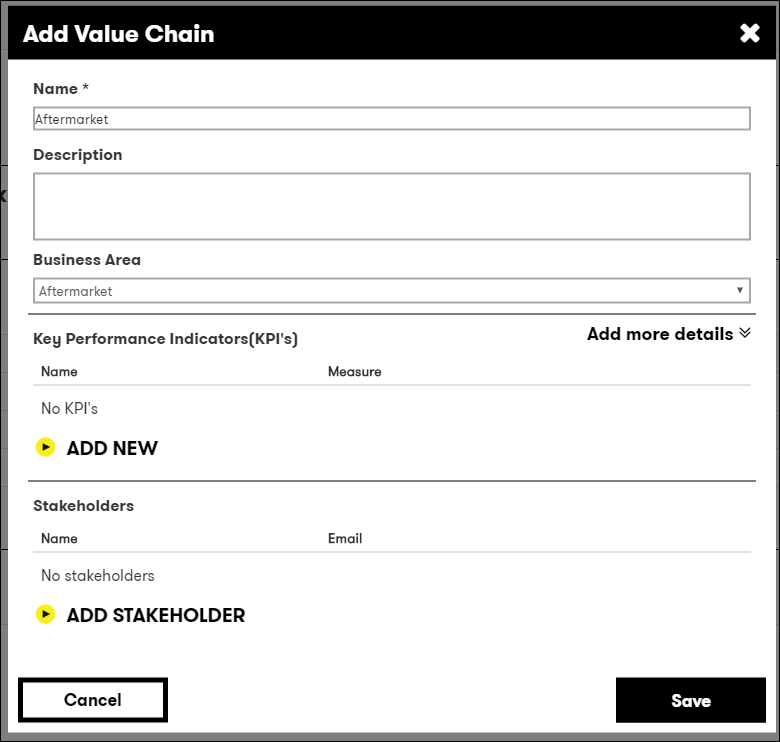 Add Value Chain
Name *
Aftermarket
Description
Business Area
Aftermarket
Key Performance Indicators(KPI's)
Add more details
Name Measure
No KPI's
ADD NEW
Stakeholders
Name Email
No stakeholders
ADD STAKEHOLDER
Cancel Save